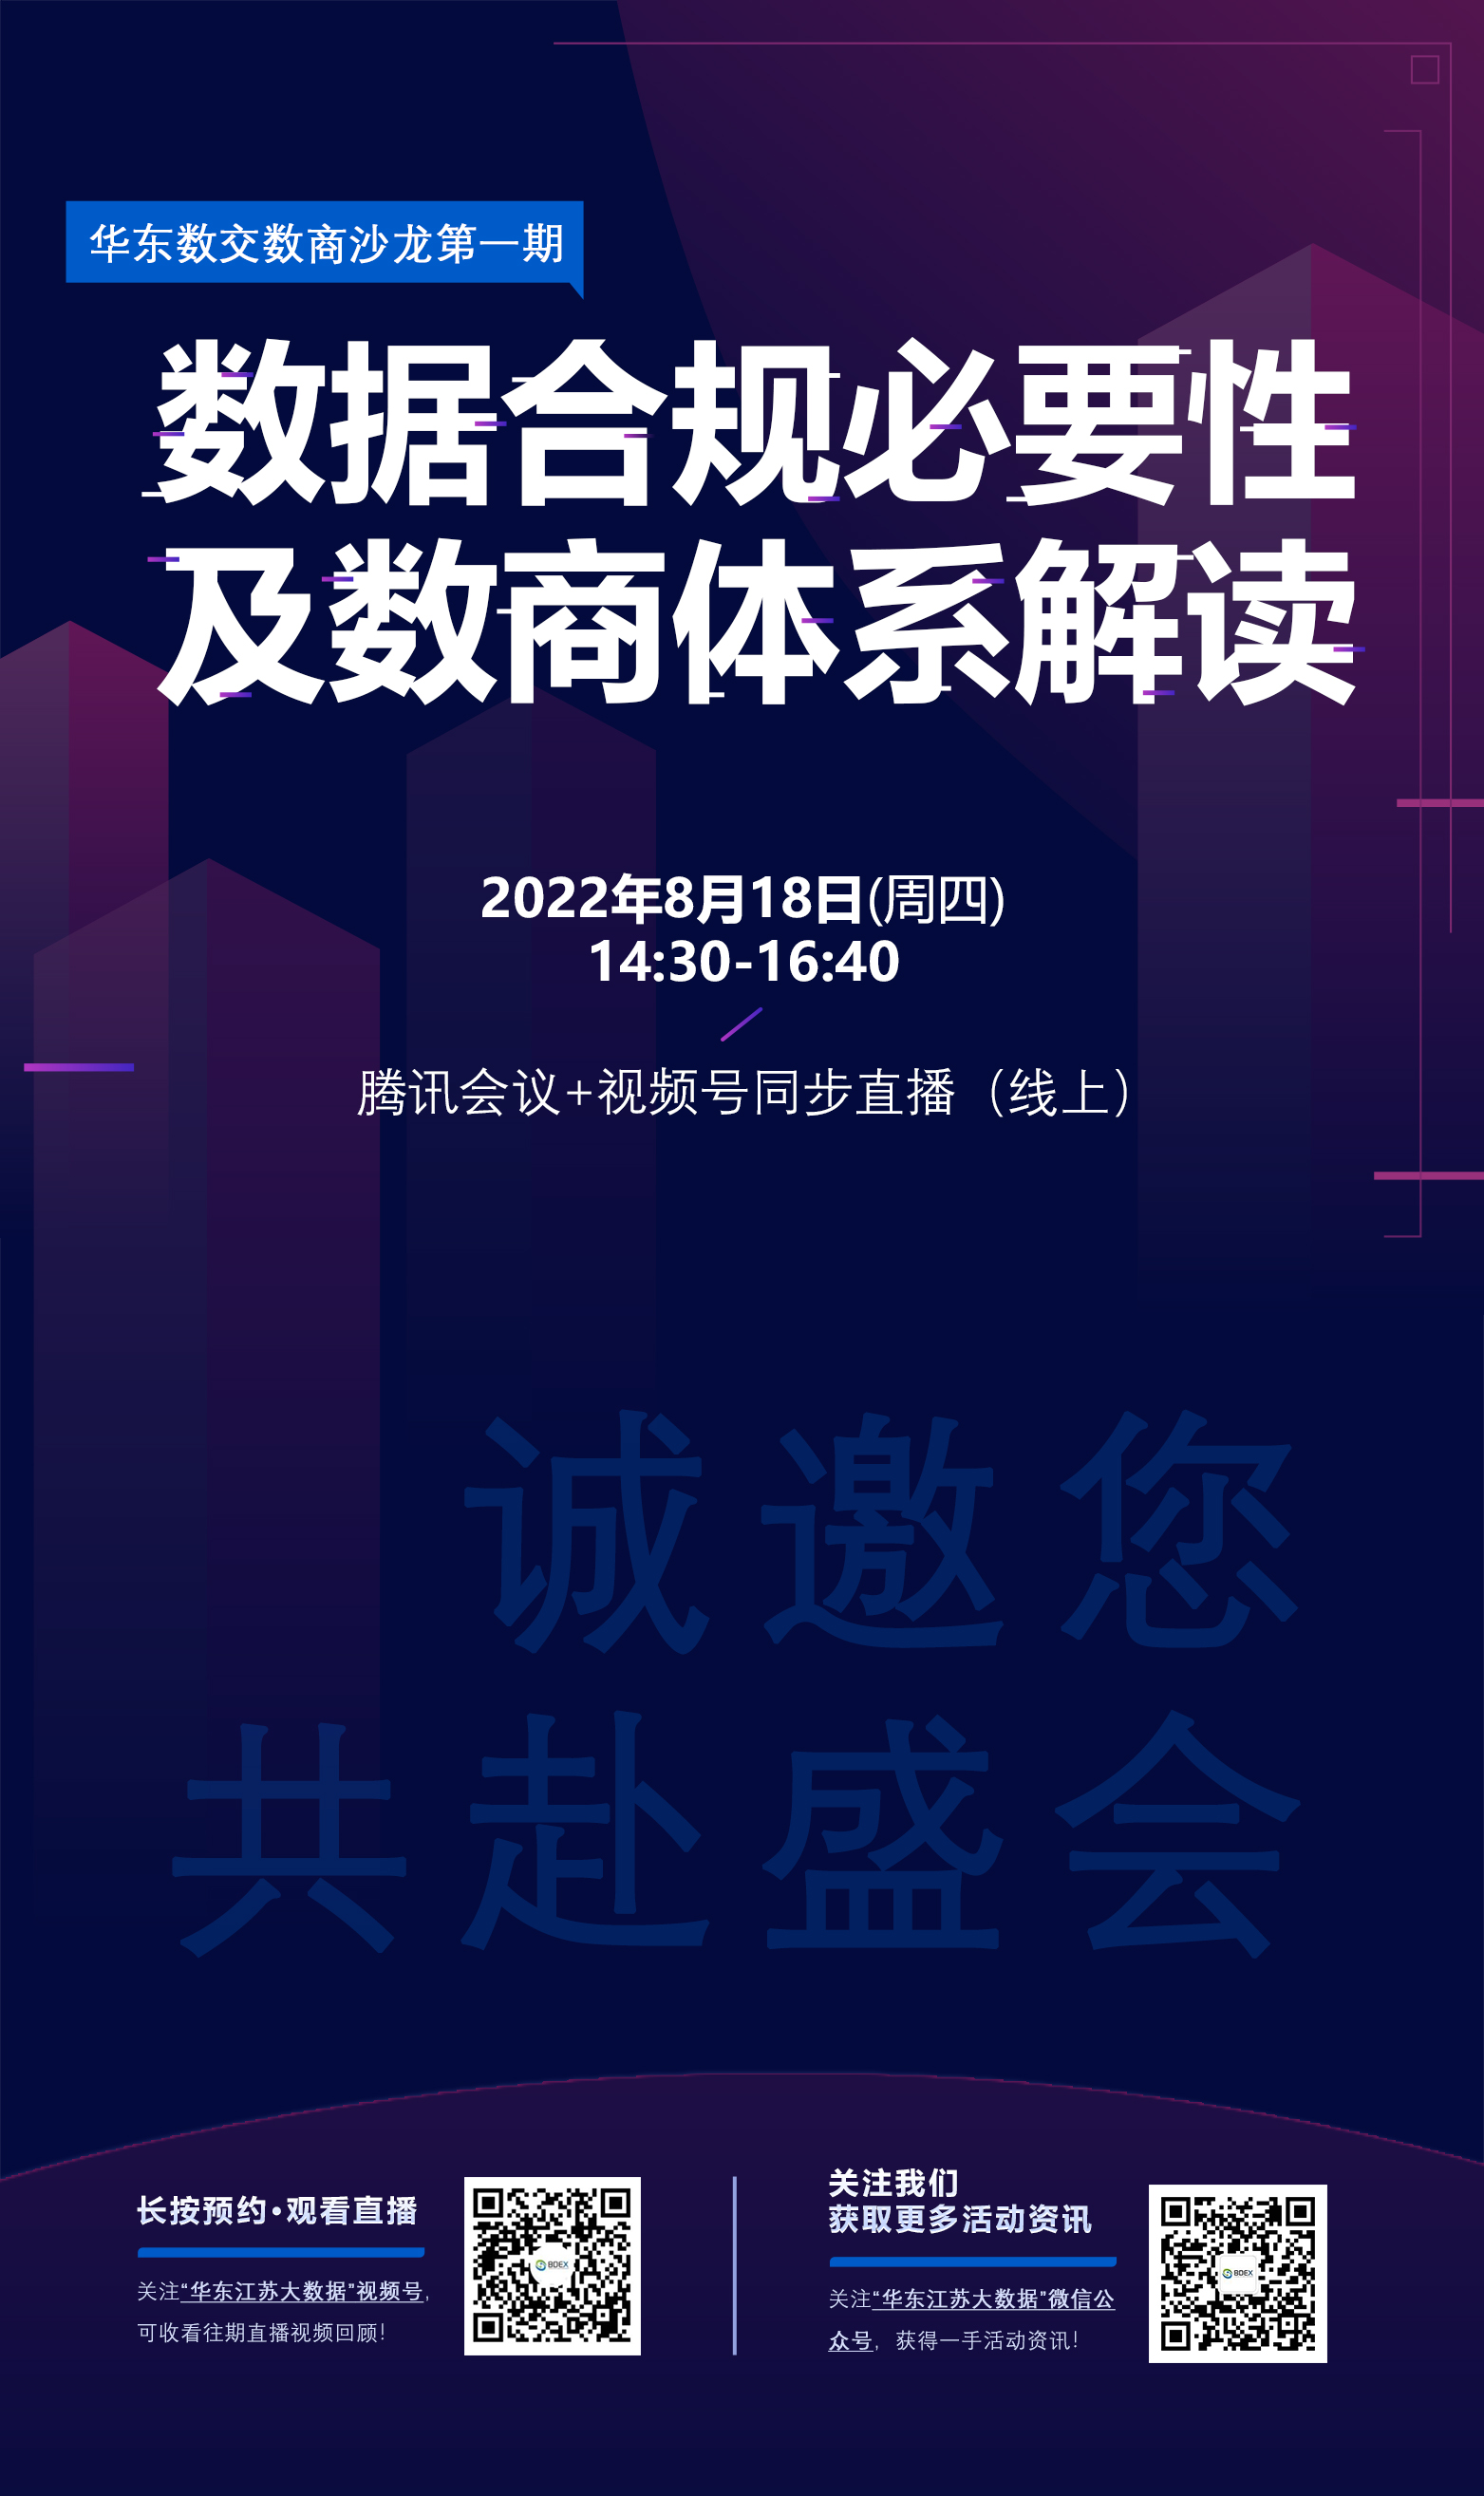 华东数交数商沙龙第一期
数据合规必要性
及数商体系解读
2022年8月18日(周四)
14:30-16:40
腾讯会议+视频号同步直播（线上）
诚邀您
共赴盛会
长按预约·观看直播
关注“华东江苏大数据”视频号，
可收看往期直播视频回顾！
BDEX
关注我们
获取更多活动资讯
关注“华东江苏大数据”微信公
众号，获得一手活动资讯！
BDEX